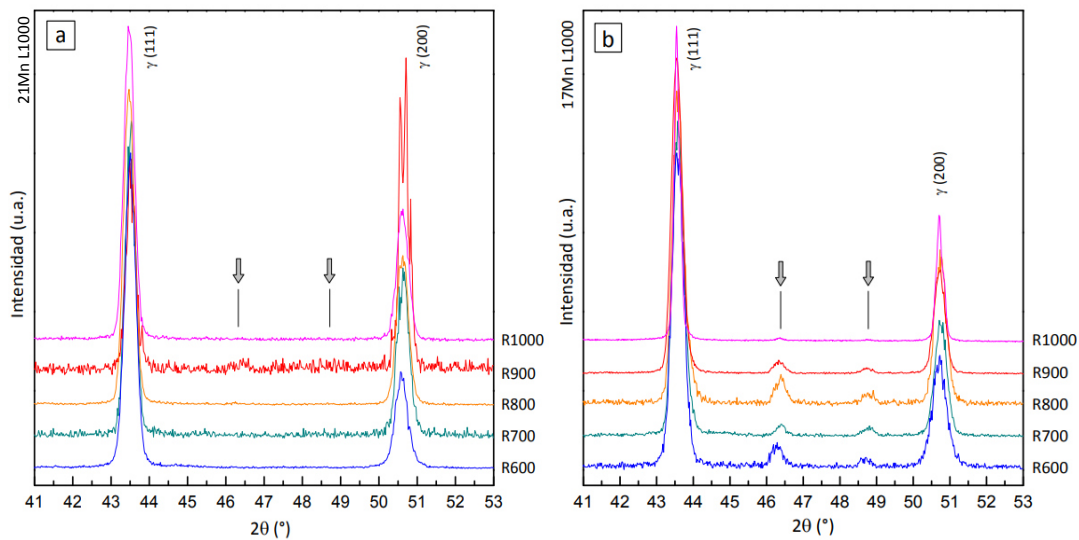 a
21Mn L1000
Intensidad (u.a.)
γ (111)
γ (200)
R1000
R900
R800
R700
R600
41 42 43 44 45 46 47 48 49 50 51 52 53
2θ (°)
b
17Mn L1000
Intensidad (u.a.)
γ (111)
γ (200)
R1000
R900
R800
R700
R600
41 42 43 44 45 46 47 48 49 50 51 52 53
2θ (°)